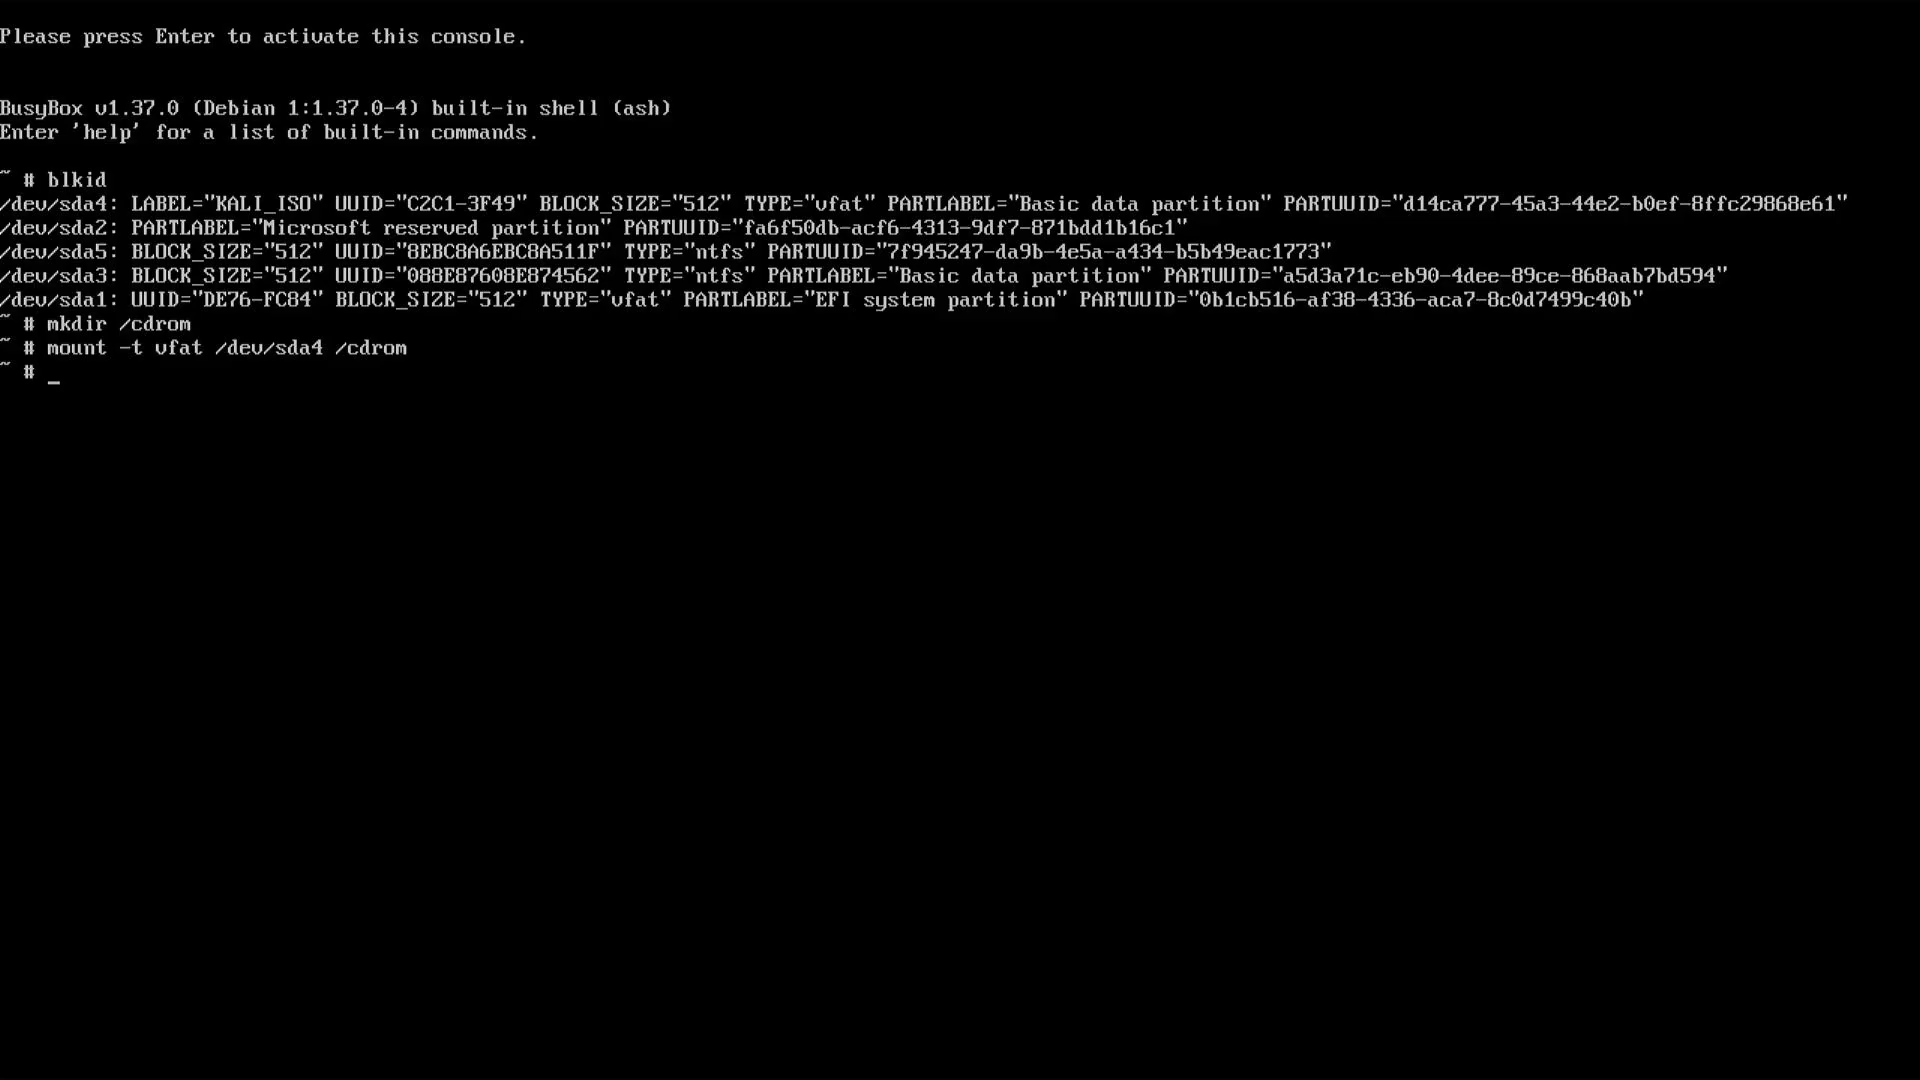 Please press Enter to activate this console.
BusyBox v1.37.0 (Debian 1:1.37.0-4) built-in shell (ash)
Enter 'help' for a list of built-in commands.
~ # blkid
/dev/sda4: LABEL="KALI_ISO" UUID="C2C1-3F49" BLOCK_SIZE="512" TYPE="vfat" PARTLABEL="Basic data partition" PARTUUID="d14ca777-45a3-44e2-b0ef-8ffc29868e61"
/dev/sda2: PARTLABEL="Microsoft reserved partition" PARTUUID="fa6f50db-acf6-4313-9df7-871bdd1b16c1"
/dev/sda5: BLOCK_SIZE="512" UUID="8EBC8A6EBC8A511F" TYPE="ntfs" PARTUUID="7f945247-da9b-4e5a-a434-b5b49eac1773"
/dev/sda3: BLOCK_SIZE="512" UUID="088E87608E874562" TYPE="ntfs" PARTLABEL="Basic data partition" PARTUUID="a5d3a71c-eb90-4dee-89ce-868aab7bd594"
/dev/sda1: UUID="DE76-FC84" BLOCK_SIZE="512" TYPE="vfat" PARTLABEL="EFI system partition" PARTUUID="0b1cb516-af38-4336-aca7-8c0d7499c40b"
~ # mkdir /cdrom
~ # mount -t vfat /dev/sda4 /cdrom
~ # _